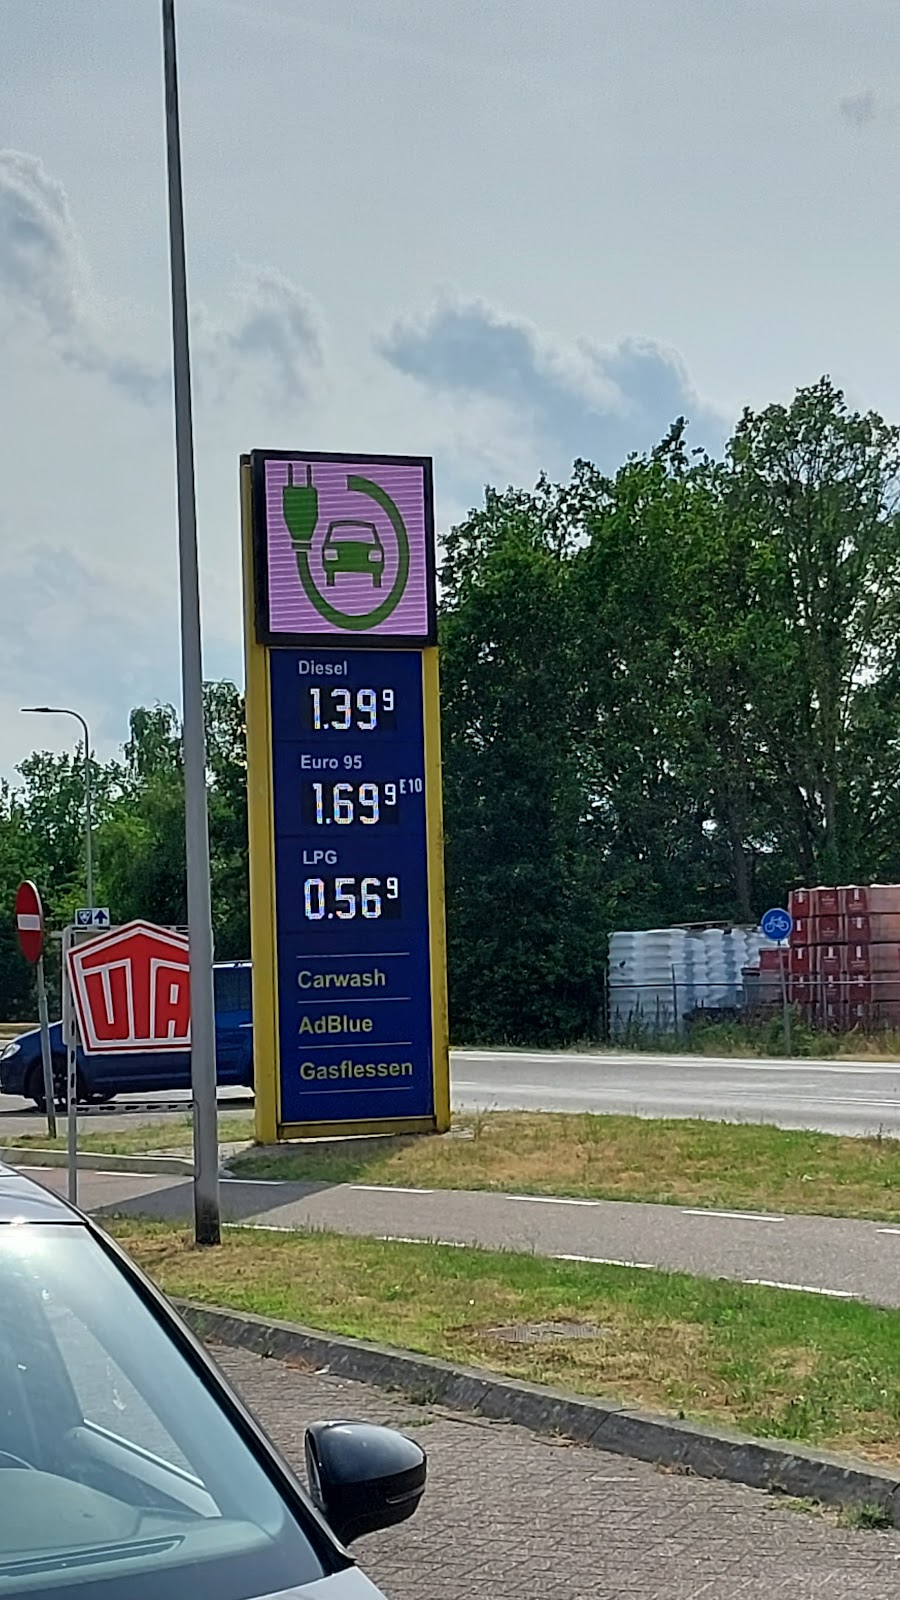 Diesel
1.39⁹
Euro 95
1.69⁹ E10
LPG
0.56⁹
Carwash
AdBlue
Gasflessen
UTA